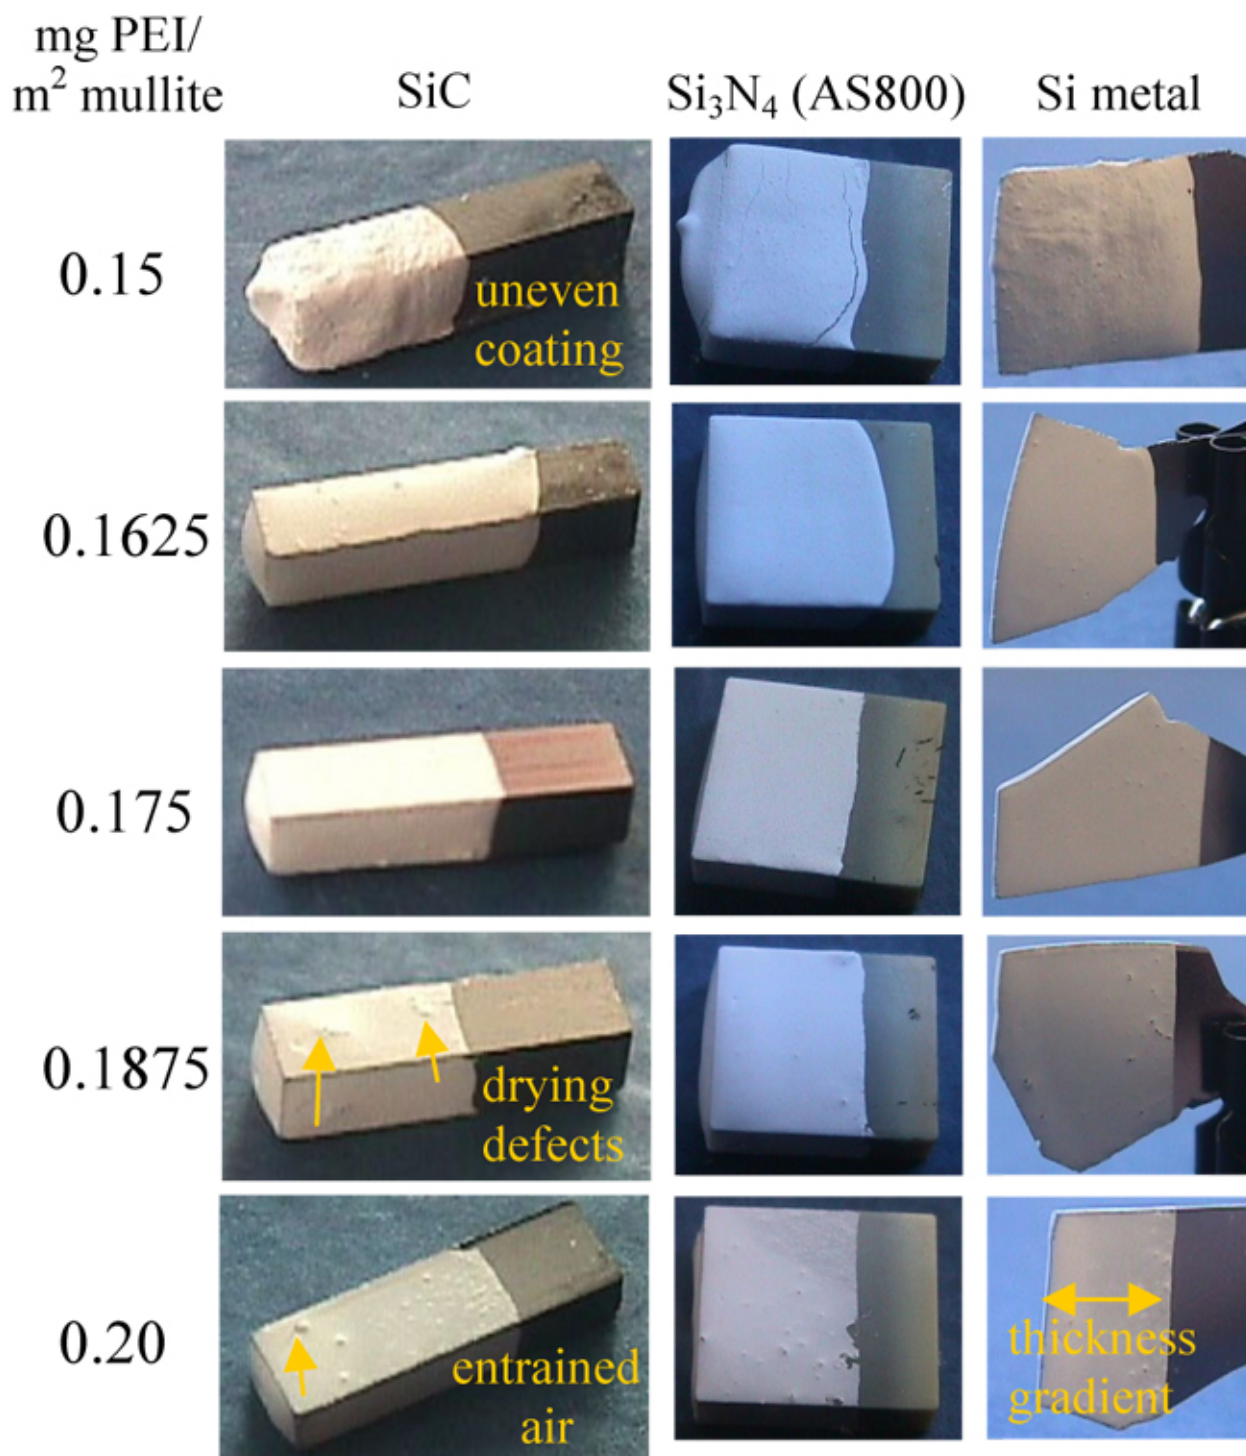 mg PEI/
m² mullite
SiC
Si₃N₄ (AS800)
Si metal
0.15
uneven
coating
0.1625
0.175
0.1875
drying
defects
0.20
entrained
air
thickness
gradient